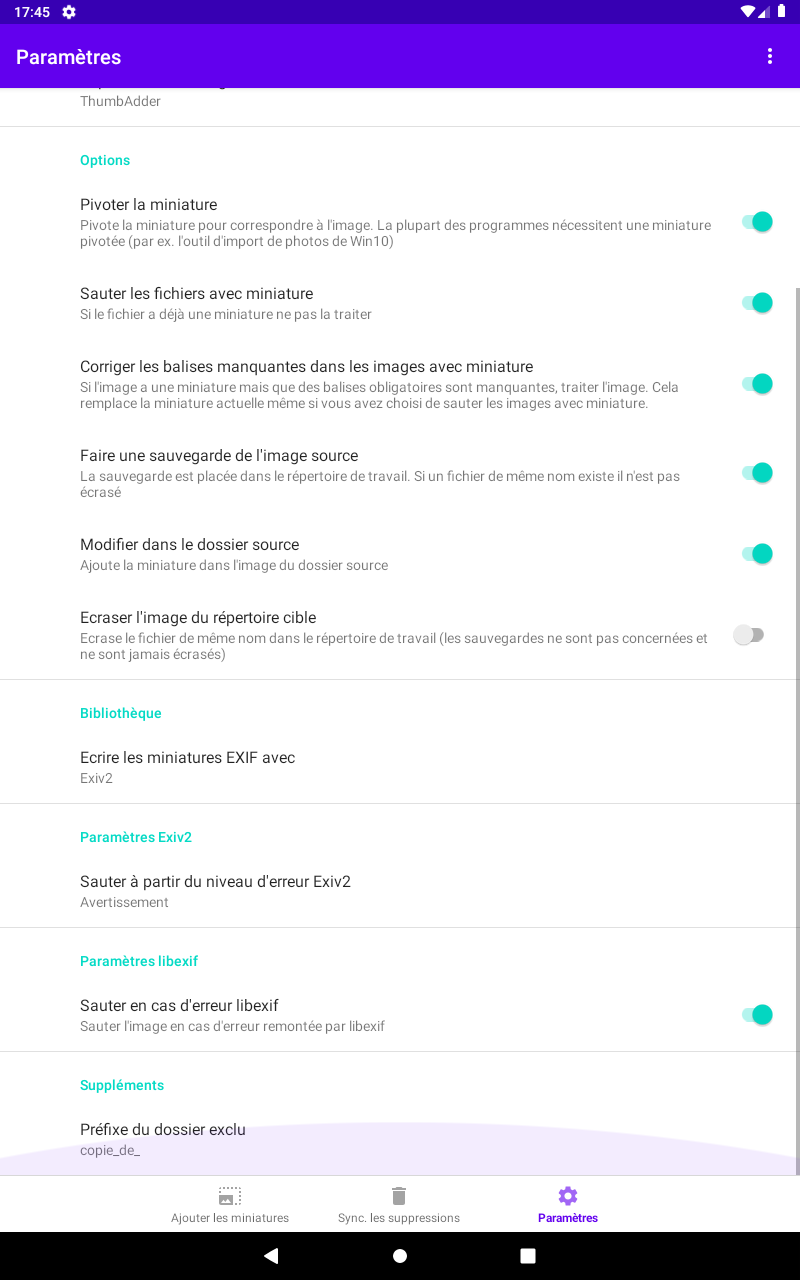 17:45
Paramètres
ThumbAdder
Options
Pivoter la miniature
Pivote la miniature pour correspondre à l'image. La plupart des programmes nécessitent une miniature
pivotée (par ex. l'outil d'import de photos de Win10)
Sauter les fichiers avec miniature
Si le fichier a déjà une miniature ne pas la traiter
Corriger les balises manquantes dans les images avec miniature
Si l'image a une miniature mais que des balises obligatoires sont manquantes, traiter l'image. Cela
remplace la miniature actuelle même si vous avez choisi de sauter les images avec miniature.
Faire une sauvegarde de l'image source
La sauvegarde est placée dans le répertoire de travail. Si un fichier de même nom existe il n'est pas
écrasé
Modifier dans le dossier source
Ajoute la miniature dans l'image du dossier source
Ecraser l'image du répertoire cible
Ecrase le fichier de même nom dans le répertoire de travail (les sauvegardes ne sont pas concernées et
ne sont jamais écrasés)
Bibliothèque
Ecrire les miniatures EXIF avec
Exiv2
Paramètres Exiv2
Sauter à partir du niveau d'erreur Exiv2
Avertissement
Paramètres libexif
Sauter en cas d'erreur libexif
Sauter l'image en cas d'erreur remontée par libexif
Suppléments
Préfixe du dossier exclu
copie_de_
Ajouter les miniatures
Sync. les suppressions
Paramètres